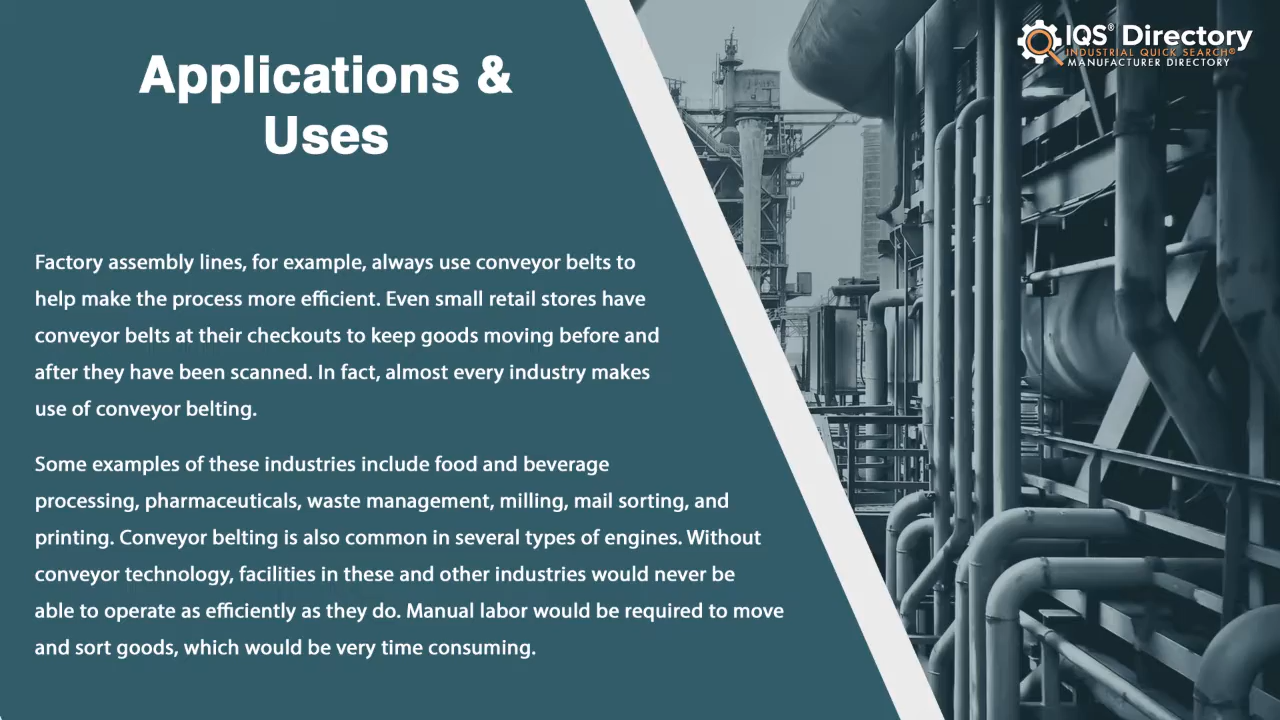 Applications &
Uses
IQS® Directory
INDUSTRIAL QUICK SEARCH®
MANUFACTURER DIRECTORY
Factory assembly lines, for example, always use conveyor belts to
help make the process more efficient. Even small retail stores have
conveyor belts at their checkouts to keep goods moving before and
after they have been scanned. In fact, almost every industry makes
use of conveyor belting.
Some examples of these industries include food and beverage
processing, pharmaceuticals, waste management, milling, mail sorting, and
printing. Conveyor belting is also common in several types of engines. Without
conveyor technology, facilities in these and other industries would never be
able to operate as efficiently as they do. Manual labor would be required to move
and sort goods, which would be very time consuming.